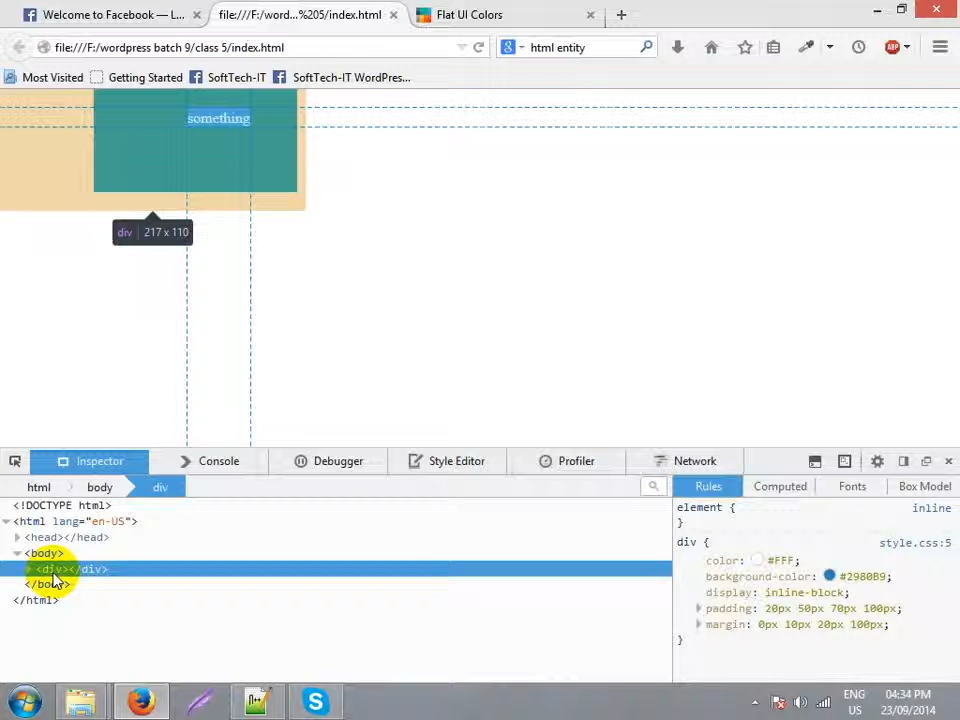 Welcome to Facebook — L...
file:///F:/word...%205/index.html
Flat UI Colors
file:///F:/wordpress batch 9/class 5/index.html
html entity
Most Visited
Getting Started
SoftTech-IT
SoftTech-IT WordPres...
ABP
something
div 217 x 110
Inspector
Console
Debugger
Style Editor
Profiler
Network
html
body
div
Rules
Computed
Fonts
Box Model
<!DOCTYPE html>
<html lang="en-US">
<head></head>
<body>
<div></div>
</body>
</html>
element {
inline
}
div {
style.css:5
color: #FFF;
background-color: #2980B9;
display: inline-block;
padding: 20px 50px 70px 100px;
margin: 0px 10px 20px 100px;
}
ENG
US
04:34 PM
23/09/2014